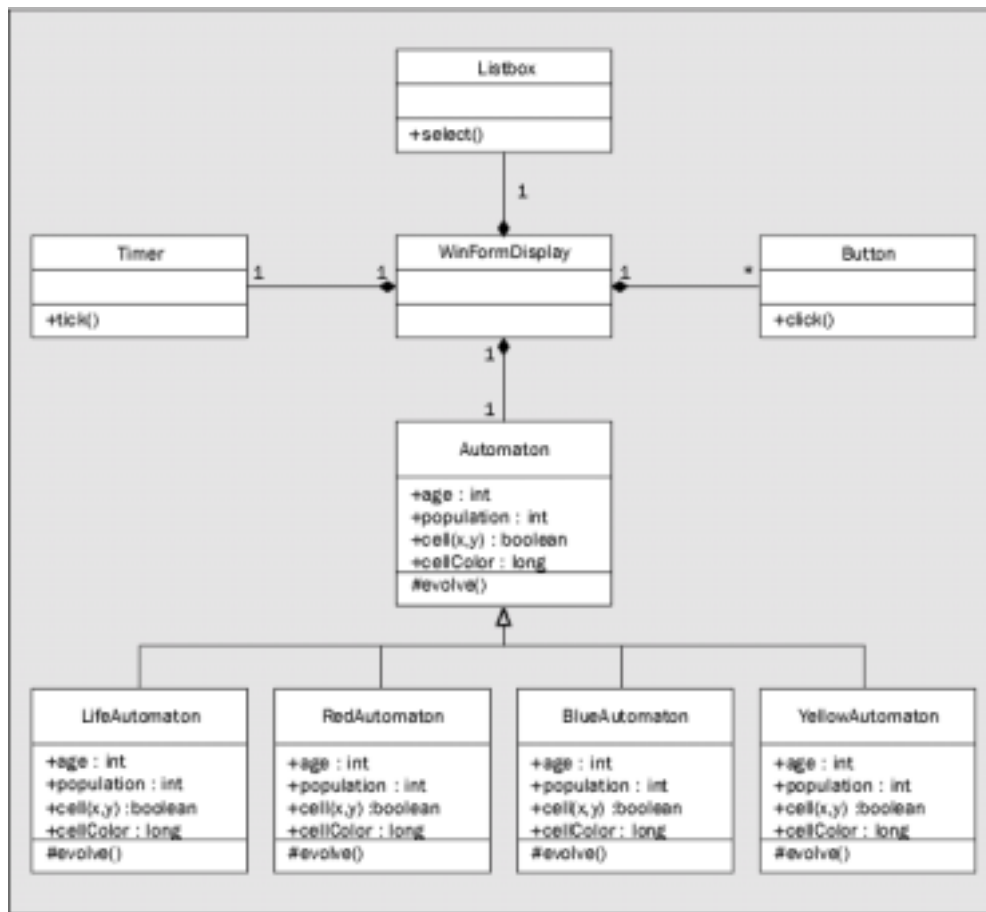 Listbox
+select()
1
Timer
+tick()
1
1
WinFormDisplay
1
*
Button
+click()
1
1
Automaton
+age : int
+population : int
+cell(x,y) : boolean
+cellColor : long
#evolve()
LifeAutomaton
+age : int
+population : int
+cell(x,y) :boolean
+cellColor : long
#evolve()
RedAutomaton
+age : int
+population : int
+cell(x,y) :boolean
+cellColor : long
#evolve()
BlueAutomaton
+age : int
+population : int
+cell(x,y) :boolean
+cellColor : long
#evolve()
YellowAutomaton
+age : int
+population : int
+cell(x,y) :boolean
+cellColor : long
#evolve()